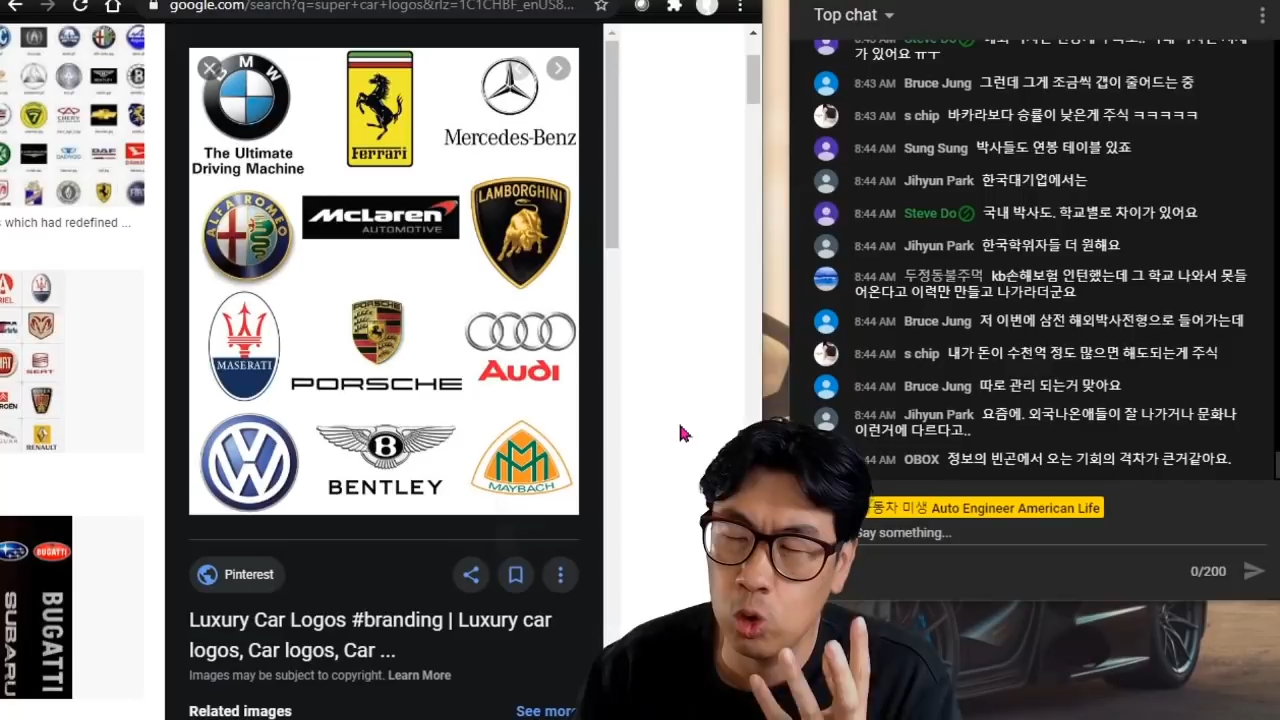 google.com/search?q=super+car+logos&rlz=1C1CHBF_enUS8...
s which had redefined ...
SEAT
RENAULT
SUBARU
BUGATTI
BUGATTI
BMW
The Ultimate
Driving Machine
Ferrari
Mercedes-Benz
ALFA ROMEO
McLaren
AUTOMOTIVE
LAMBORGHINI
MASERATI
PORSCHE
PORSCHE
Audi
B
BENTLEY
MAYBACH
Pinterest
Luxury Car Logos #branding | Luxury car
logos, Car logos, Car ...
Images may be subject to copyright. Learn More
Related images
See more
Top chat
가 있어요 ㅠㅜ
8:43 AM Bruce Jung 그런데 그게 조금씩 갭이 줄어드는 중
8:43 AM s chip 바카라보다 승률이 낮은게 주식 ㅋㅋㅋㅋㅋ
8:44 AM Sung Sung 박사들도 연봉 테이블 있죠
8:44 AM Jihyun Park 한국대기업에서는
8:44 AM Steve Do 국내 박사도. 학교별로 차이가 있어요
8:44 AM Jihyun Park 한국학위자들 더 원해요
8:44 AM 두정동불주먹 kb손해보험 인턴했는데 그 학교 나와서 못들
어온다고 이력만 만들고 나가라더군요
8:44 AM Bruce Jung 저 이번에 삼전 해외박사전형으로 들어가는데
8:44 AM s chip 내가 돈이 수천억 정도 많으면 해도되는게 주식
8:44 AM Bruce Jung 따로 관리 되는거 맞아요
8:44 AM Jihyun Park 요즘에. 외국나온애들이 잘 나가거나 문화나
이런거에 다르다고..
44 AM OBOX 정보의 빈곤에서 오는 기회의 격차가 큰거같아요.
동차 미생 Auto Engineer American Life
Say something...
0/200